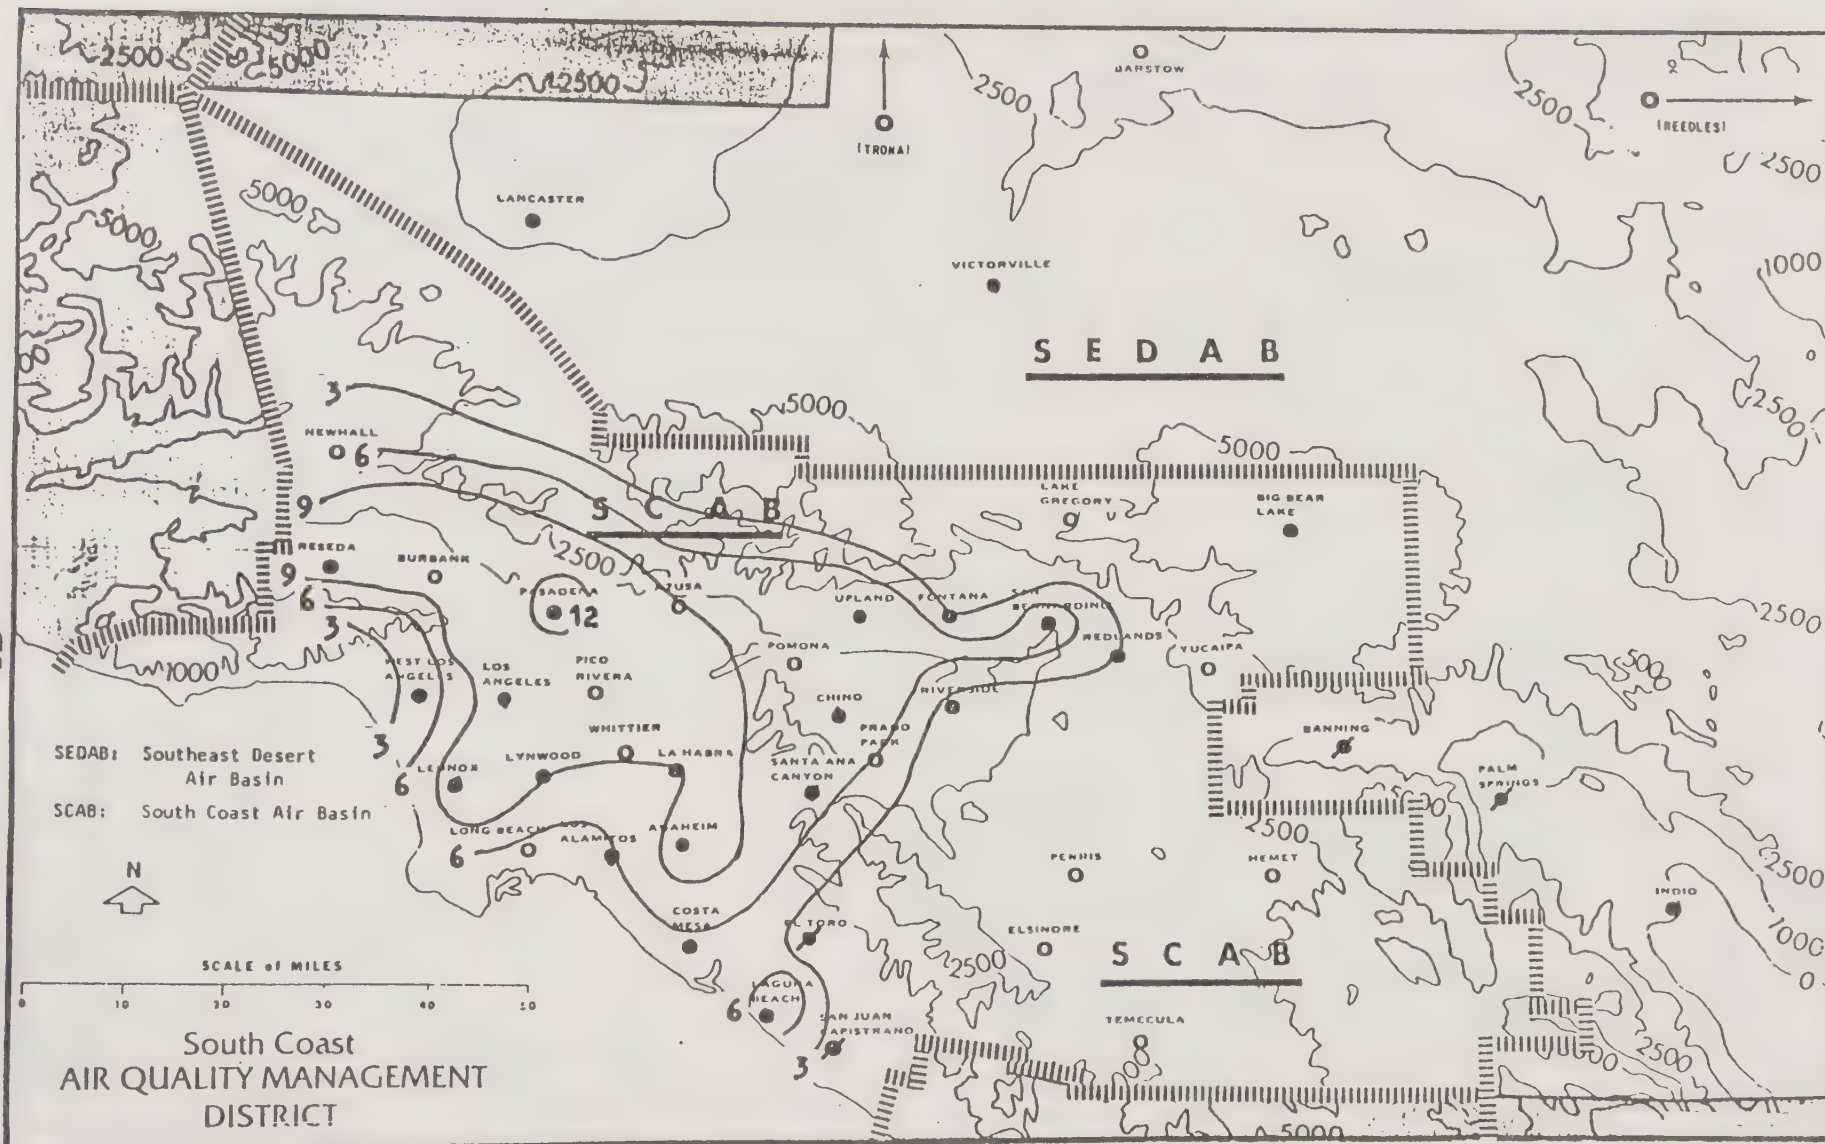 2500
5000
2500
BARSTOW
2500
2500
(TRONA)
(NEEDLES)
2500
5000
5000
LANCASTER
VICTORVILLE
1000
S E D A B
3
5000
2500
NEWHALL
6
5000
9
S C A B
LAKE
GREGORY
BIG BEAR
LAKE
RESEDA
BURBANK
2500
9
PASADENA
12
AZUSA
UPLAND
FONTANA
SAN
BERNARDINO
6
2500
3
REDLANDS
1000
WEST LOS
ANGELES
LOS
ANGELES
PICO
RIVERA
POMONA
YUCAIPA
500
CHINO
RIVERSIDE
3
WHITTIER
PRADO
PARK
BANNING
SEDAB: Southeast Desert
Air Basin
6
LENNOX
LYNWOOD
LA HABRA
SANTA ANA
CANYON
PALM
SPRINGS
SCAB: South Coast Air Basin
LONG BEACH
LOS
ALAMITOS
ANAHEIM
2500
6
N
PERRIS
HEMET
2500
INDIO
COSTA
MESA
EL TORO
ELSINORE
1000
S C A B
2500
0
SCALE of MILES
0 10 20 30 40 50
LAGUNA
BEACH
6
SAN JUAN
CAPISTRANO
TEMECULA
3
2500
South Coast
AIR QUALITY MANAGEMENT
DISTRICT
5000